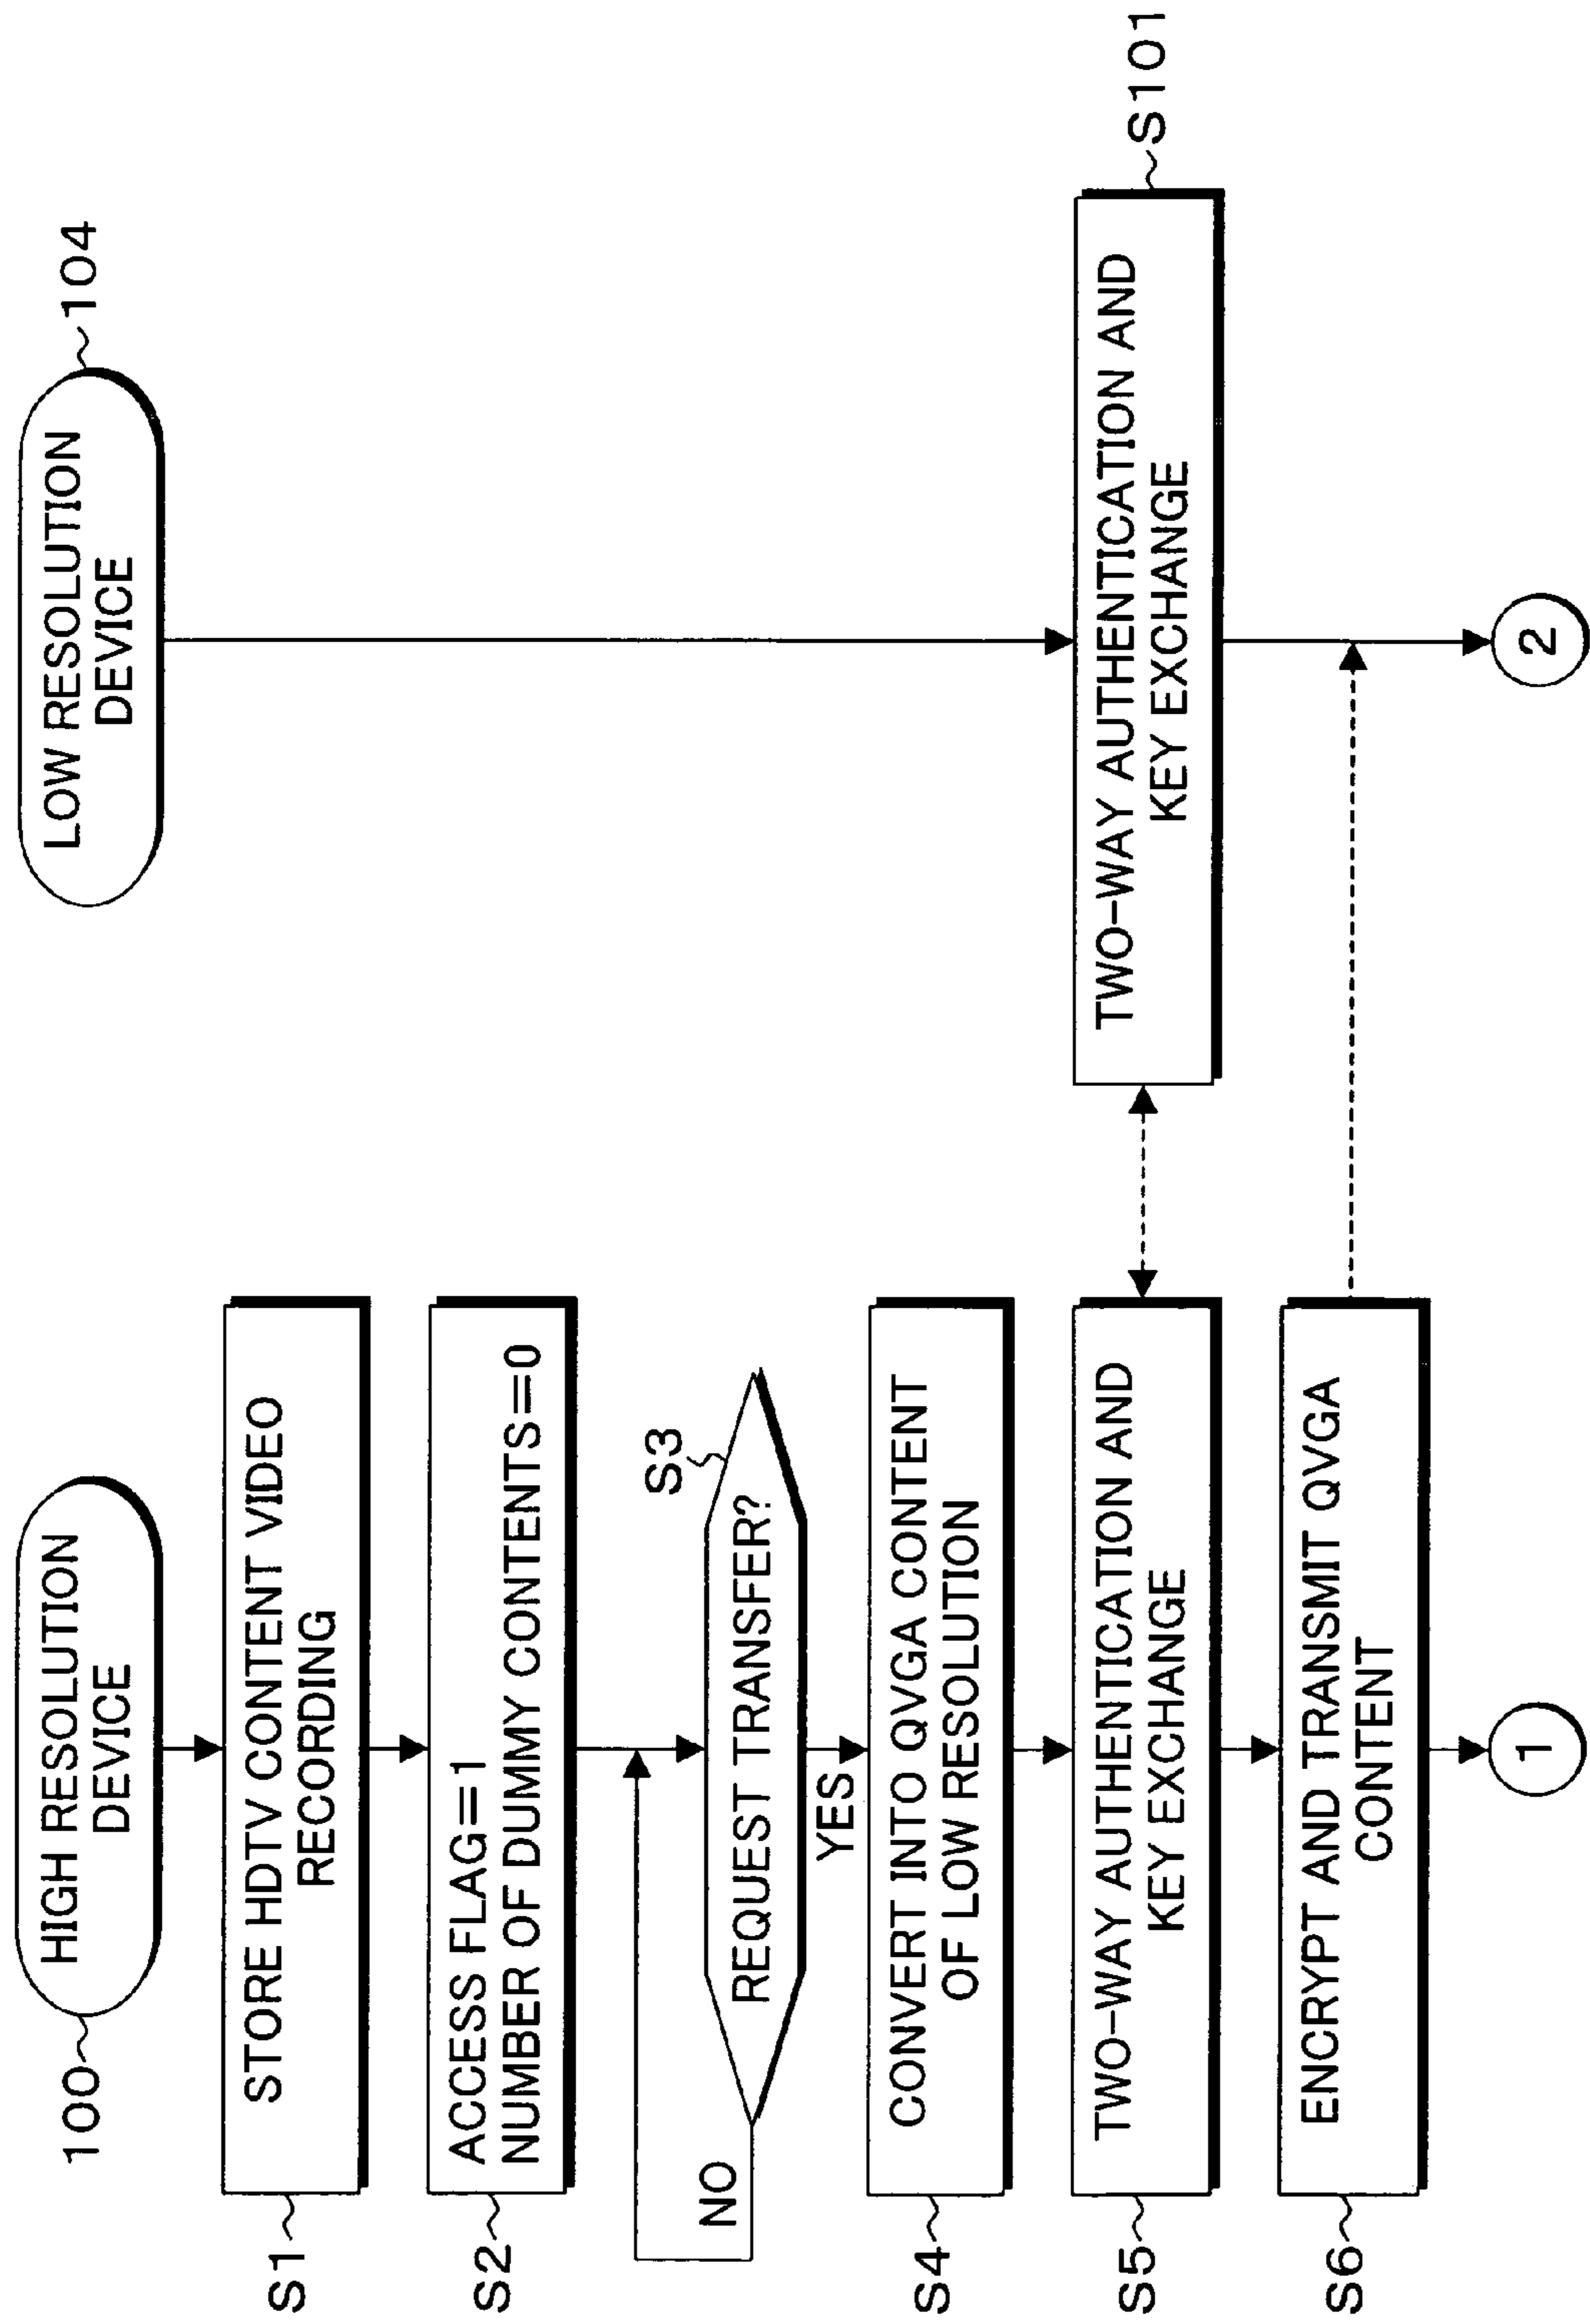 HIGH RESOLUTION
DEVICE
100
STORE HDTV CONTENT VIDEO
RECORDING
S1
ACCESS FLAG=1
NUMBER OF DUMMY CONTENTS=0
S2
REQUEST TRANSFER?
S3
NO
YES
CONVERT INTO QVGA CONTENT
OF LOW RESOLUTION
S4
TWO-WAY AUTHENTICATION AND
KEY EXCHANGE
S5
ENCRYPT AND TRANSMIT QVGA
CONTENT
S6
1
LOW RESOLUTION
DEVICE
104
TWO-WAY AUTHENTICATION AND
KEY EXCHANGE
S101
2